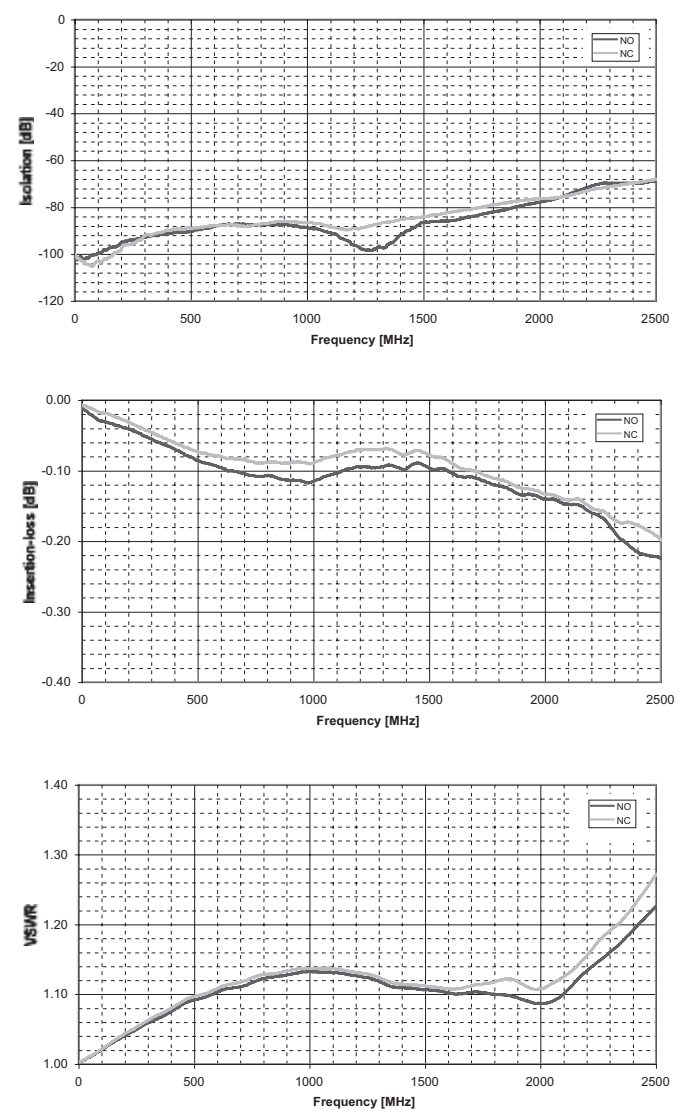 0
-20
-40
-60
-80
-100
-120
Isolation [dB]
NO
NC
0 500 1000 1500 2000 2500
Frequency [MHz]
0.00
-0.10
-0.20
-0.30
-0.40
Insertion-loss [dB]
NO
NC
0 500 1000 1500 2000 2500
Frequency [MHz]
1.40
1.30
1.20
1.10
1.00
VSWR
NO
NC
0 500 1000 1500 2000 2500
Frequency [MHz]